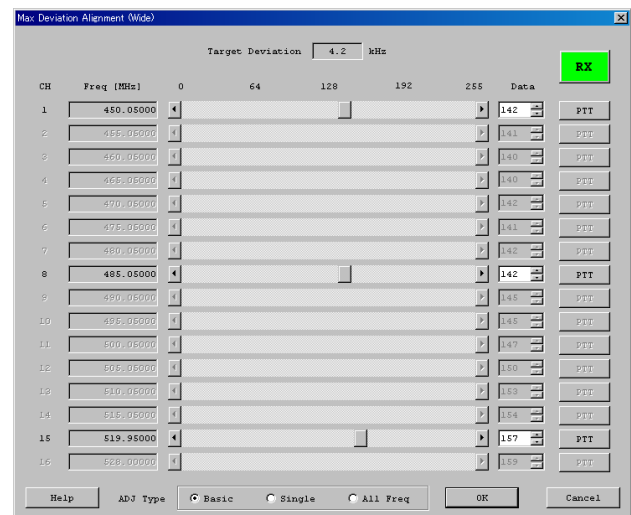 Max Deviation Alignment (Wide)
Target Deviation 4.2 kHz
RX
CH Freq [MHz] 0 64 128 192 255 Data
1 450.05000 142 PTT
2 455.05000 141 PTT
3 460.05000 140 PTT
4 465.05000 140 PTT
5 470.05000 142 PTT
6 475.05000 141 PTT
7 480.05000 142 PTT
8 485.05000 142 PTT
9 490.05000 145 PTT
10 495.05000 145 PTT
11 500.05000 147 PTT
12 505.05000 150 PTT
13 510.05000 153 PTT
14 515.05000 154 PTT
15 519.95000 157 PTT
16 528.00000 159 PTT
Help ADJ Type Basic Single All Freq OK Cancel